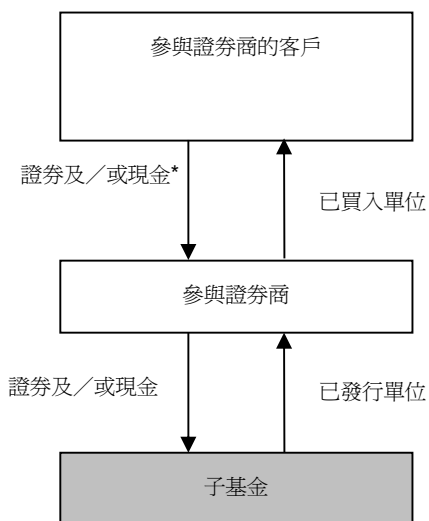 參與證券商的客戶
證券及／或現金*
已買入單位
參與證券商
證券及／或現金
已發行單位
子基金